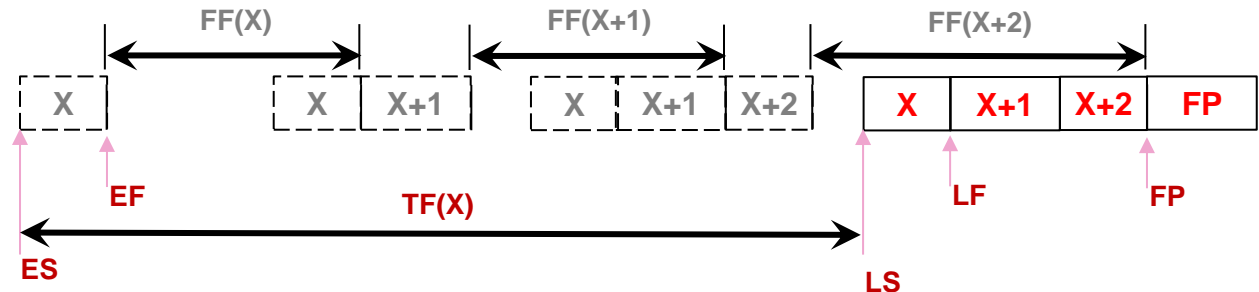 FF(X) FF(X+1) FF(X+2)
X X X+1 X X+1 X+2 X X+1 X+2 FP
EF TF(X) LF FP
ES LS